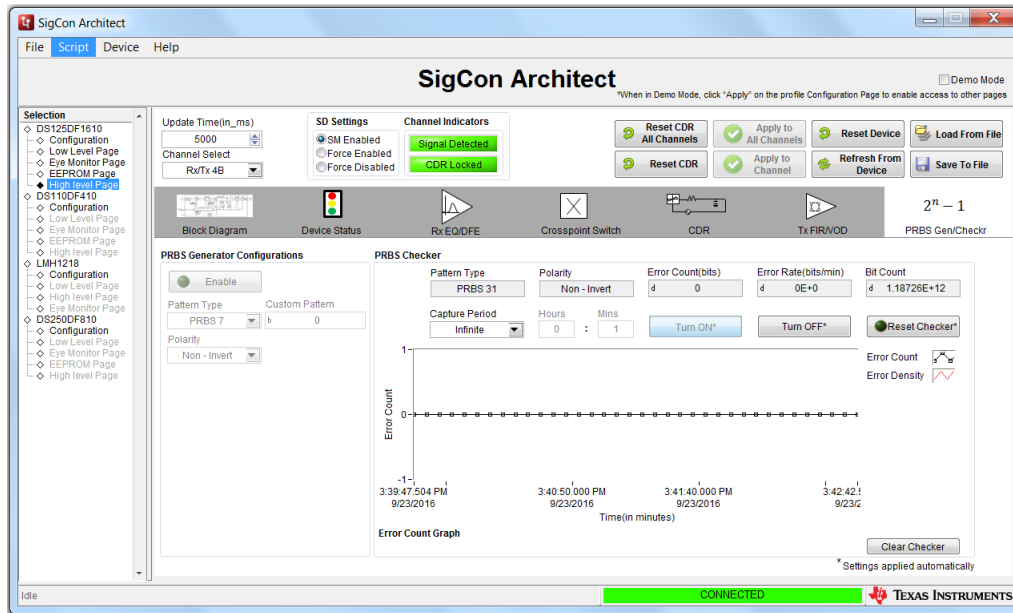 SigCon Architect
File Script Device Help
SigCon Architect
Demo Mode
*When in Demo Mode, click "Apply" on the profile Configuration Page to enable access to other pages
Selection
DS125DF1610
Configuration
Low Level Page
Eye Monitor Page
EEPROM Page
High level Page
DS110DF410
Configuration
Low Level Page
Eye Monitor Page
EEPROM Page
High level Page
LMH1218
Configuration
Low Level Page
High level Page
Eye Monitor Page
DS250DF810
Configuration
Low Level Page
Eye Monitor Page
EEPROM Page
High level Page
Update Time(in_ms)
5000
Channel Select
Rx/Tx 4B
SD Settings
SM Enabled
Force Enabled
Force Disabled
Channel Indicators
Signal Detected
CDR Locked
Reset CDR
All Channels
Apply to
All Channels
Reset Device
Load From File
Reset CDR
Apply to
Channel
Refresh From
Device
Save To File
Block Diagram
Device Status
Rx EQ/DFE
Crosspoint Switch
CDR
Tx FIR/VOD
2ⁿ − 1
PRBS Gen/Checkr
PRBS Generator Configurations
Enable
Pattern Type Custom Pattern
PRBS 7 b 0
Polarity
Non - Invert
PRBS Checker
Pattern Type Polarity Error Count(bits) Error Rate(bits/min) Bit Count
PRBS 31 Non - Invert d 0 d 0E+0 d 1.18726E+12
Capture Period Hours Mins
Infinite 0 : 1 Turn ON* Turn OFF* Reset Checker*
Error Count
Error Density
1
0
-1
Error Count
3:39:47.504 PM 3:40:50.000 PM 3:41:40.000 PM 3:42:42.5
9/23/2016 9/23/2016 9/23/2016 9/23/2
Time(in minutes)
Error Count Graph
Clear Checker
* Settings applied automatically
Idle
CONNECTED
TEXAS INSTRUMENTS